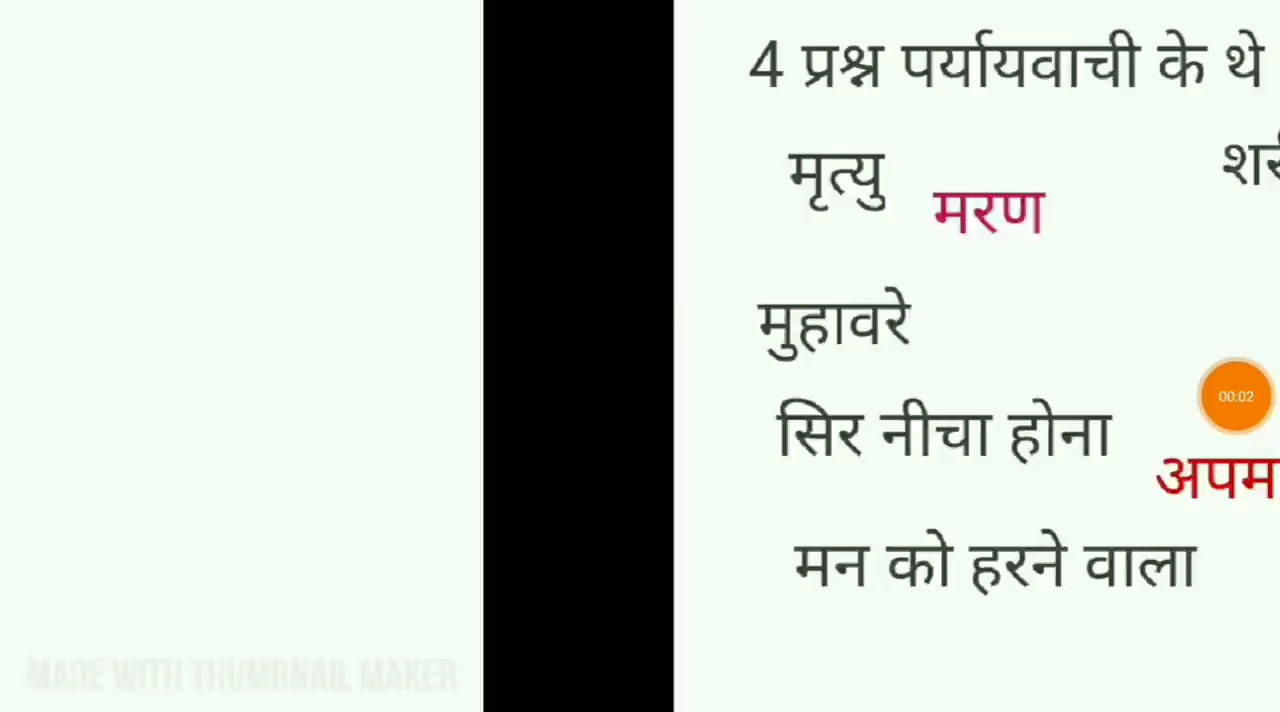 4 प्रश्न पर्यायवाची के थे
मृत्यु
मरण
मुहावरे
00:02
सिर नीचा होना
मन को हरने वाला
MADE WITH THUMBNAIL MAKER